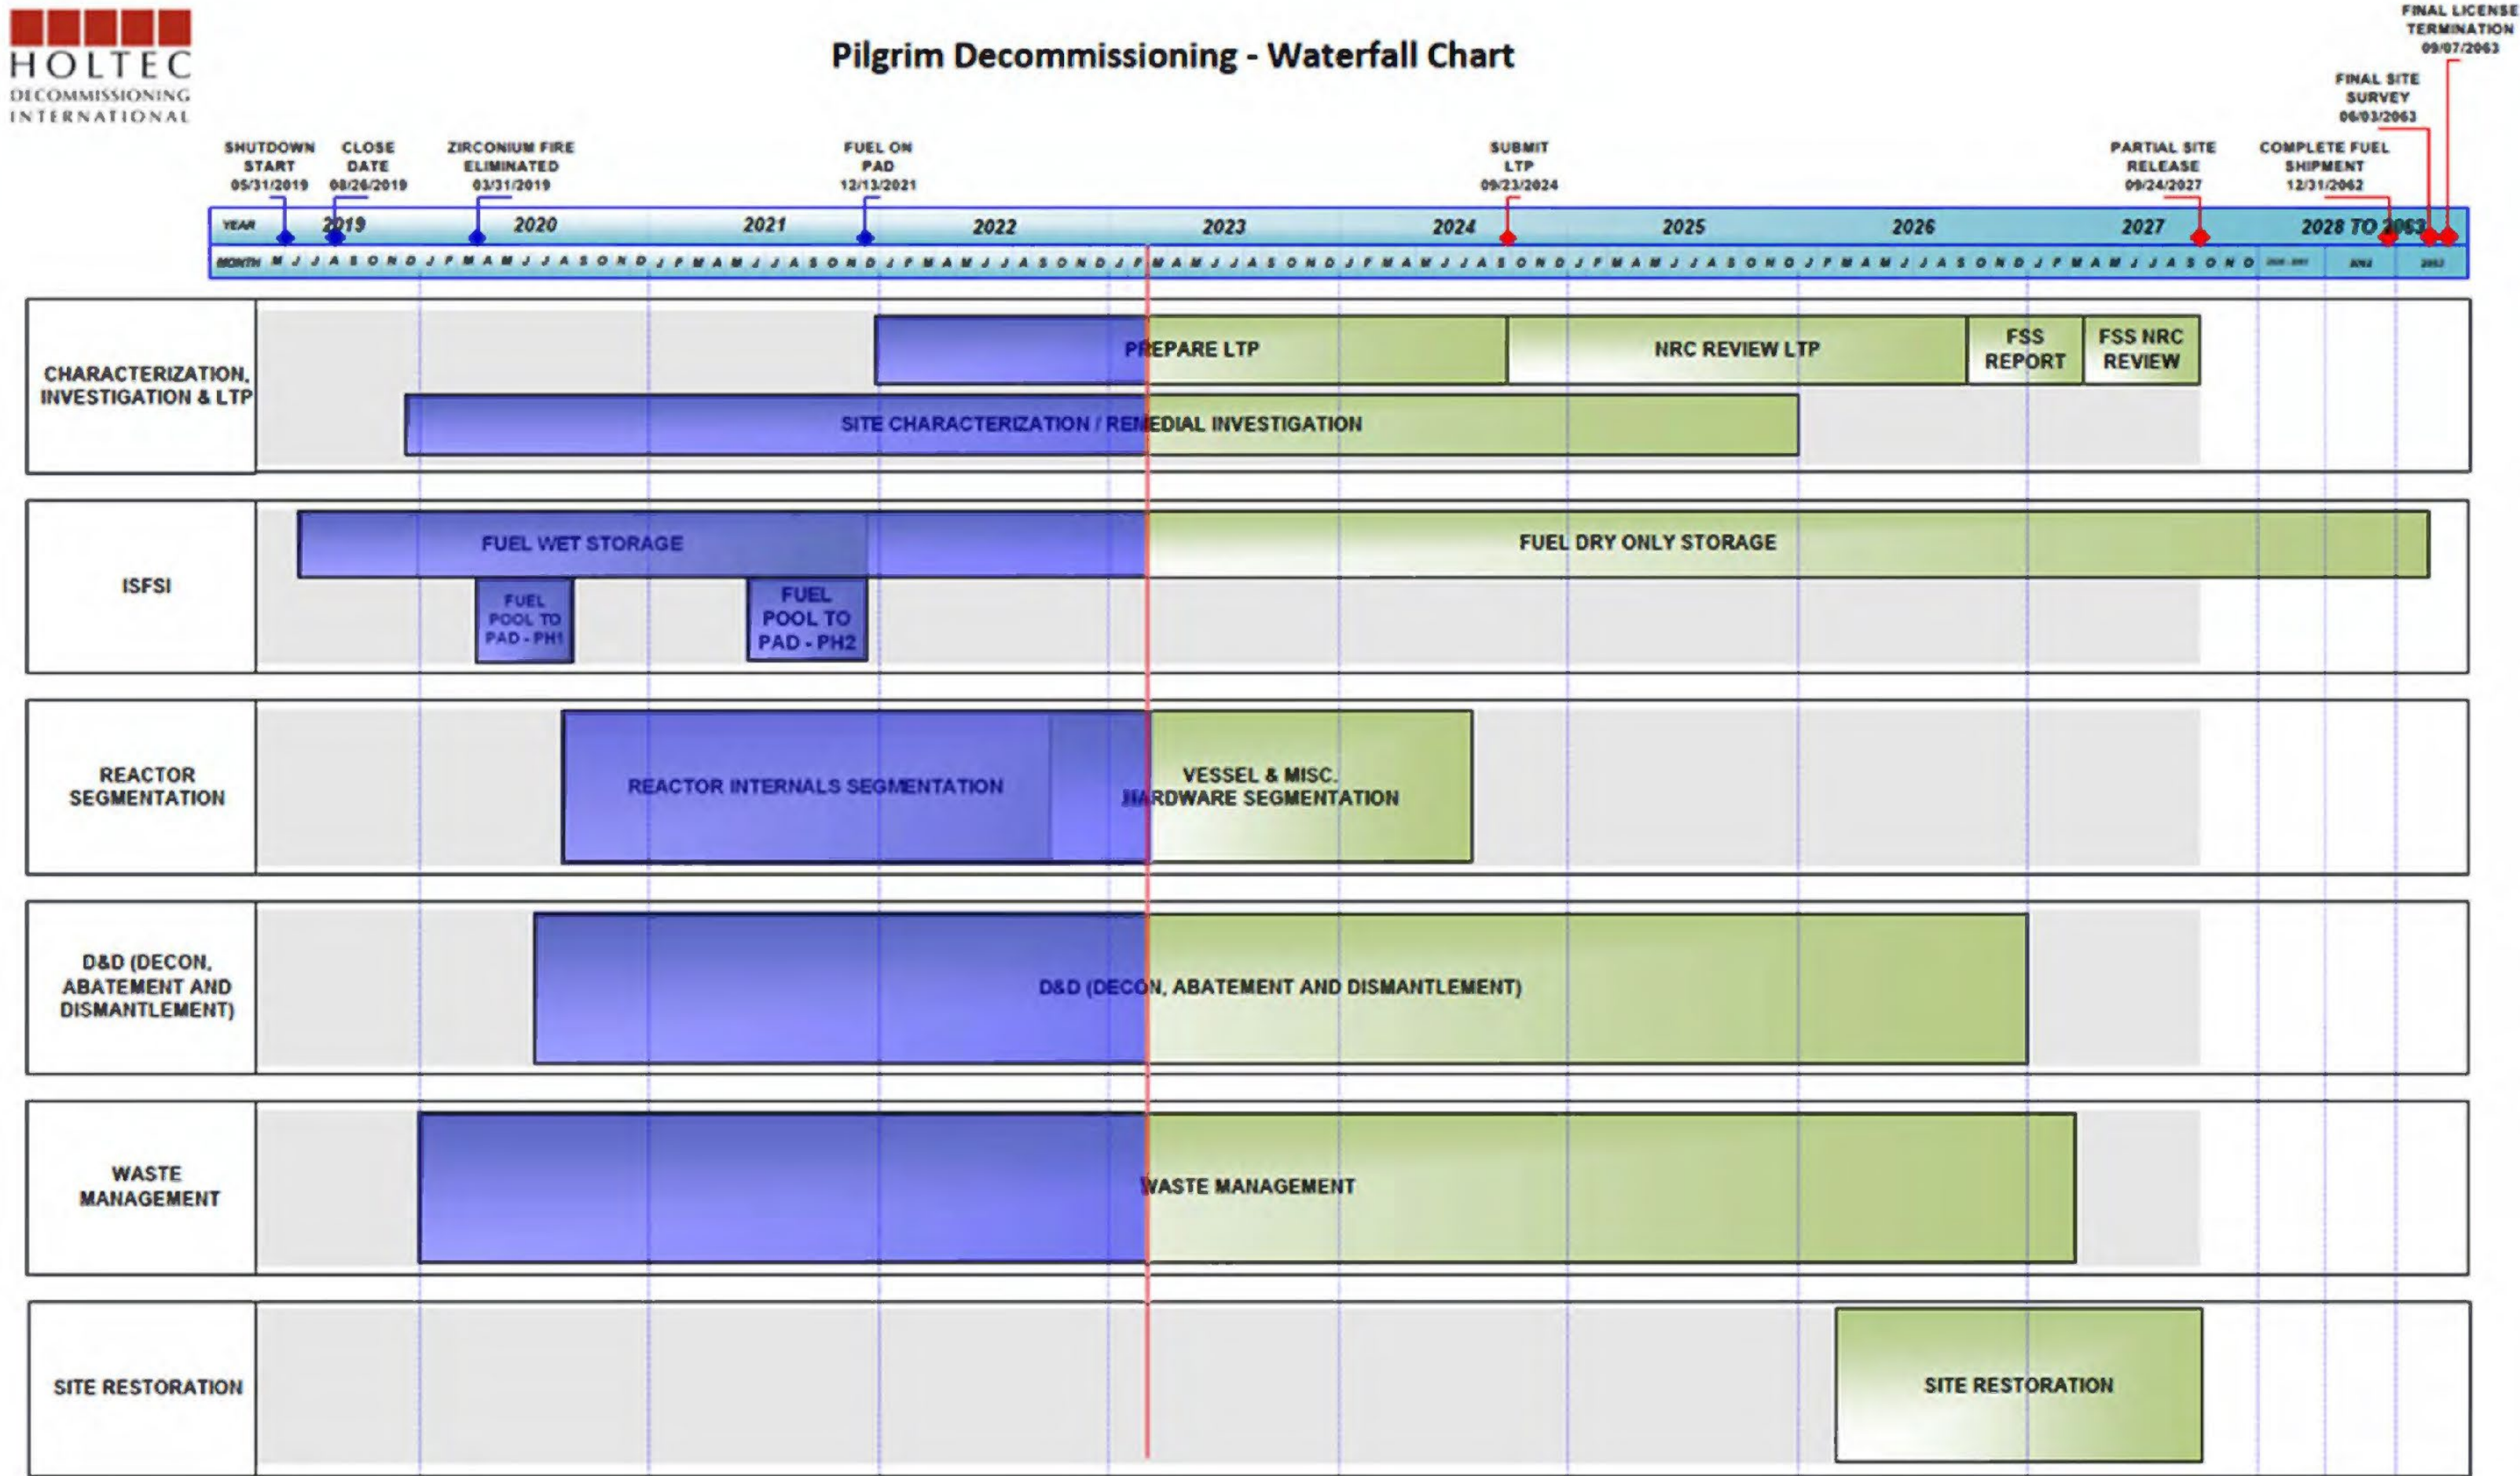 HOLTEC
DECOMMISSIONING
INTERNATIONAL
Pilgrim Decommissioning - Waterfall Chart
FINAL LICENSE
TERMINATION
09/07/2063
FINAL SITE
SURVEY
06/03/2063
SHUTDOWN
START
05/31/2019
CLOSE
DATE
08/26/2019
ZIRCONIUM FIRE
ELIMINATED
03/31/2019
FUEL ON
PAD
12/13/2021
SUBMIT
LTP
09/23/2024
PARTIAL SITE
RELEASE
09/24/2027
COMPLETE FUEL
SHIPMENT
12/31/2062
YEAR 2019 2020 2021 2022 2023 2024 2025 2026 2027 2028 TO 2063
MONTH M J J A S O N D J F M A M J J A S O N D J F M A M J J A S O N D J F M A M J J A S O N D J F M A M J J A S O N D J F M A M J J A S O N D J F M A M J J A S O N D J F M A M J J A S O N D J F M A M J J A S O N D
CHARACTERIZATION,
INVESTIGATION & LTP
PREPARE LTP
NRC REVIEW LTP
FSS
REPORT
FSS NRC
REVIEW
SITE CHARACTERIZATION / REMEDIAL INVESTIGATION
ISFSI
FUEL WET STORAGE
FUEL DRY ONLY STORAGE
FUEL
POOL TO
PAD - PH1
FUEL
POOL TO
PAD - PH2
REACTOR
SEGMENTATION
REACTOR INTERNALS SEGMENTATION
VESSEL & MISC.
HARDWARE SEGMENTATION
D&D (DECON,
ABATEMENT AND
DISMANTLEMENT)
D&D (DECON, ABATEMENT AND DISMANTLEMENT)
WASTE
MANAGEMENT
WASTE MANAGEMENT
SITE RESTORATION
SITE RESTORATION